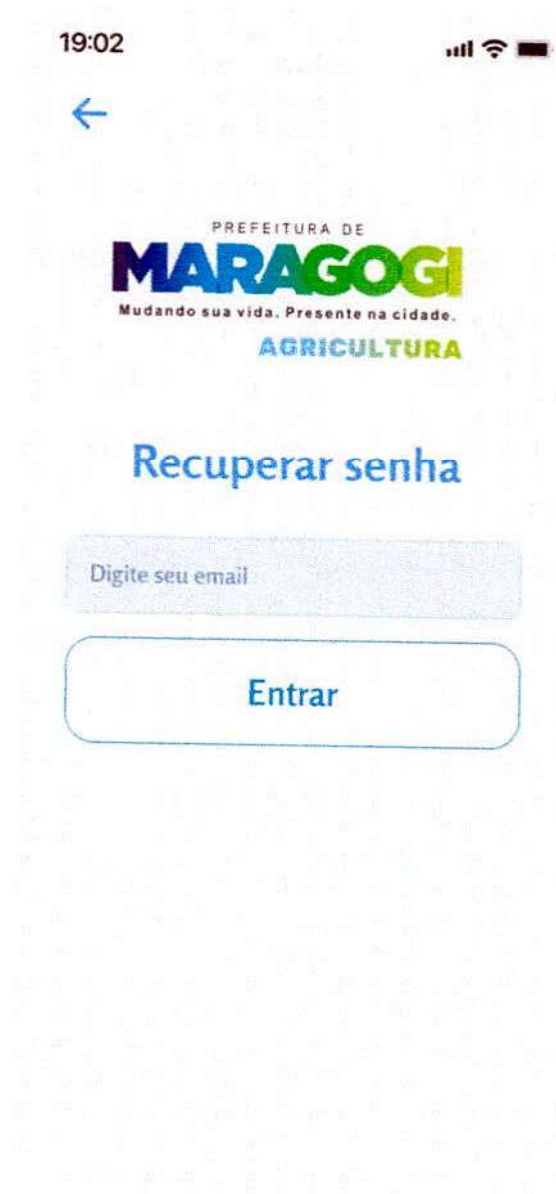 19:02
PREFEITURA DE
MARAGOGI
Mudando sua vida. Presente na cidade.
AGRICULTURA
Recuperar senha
Digite seu email
Entrar